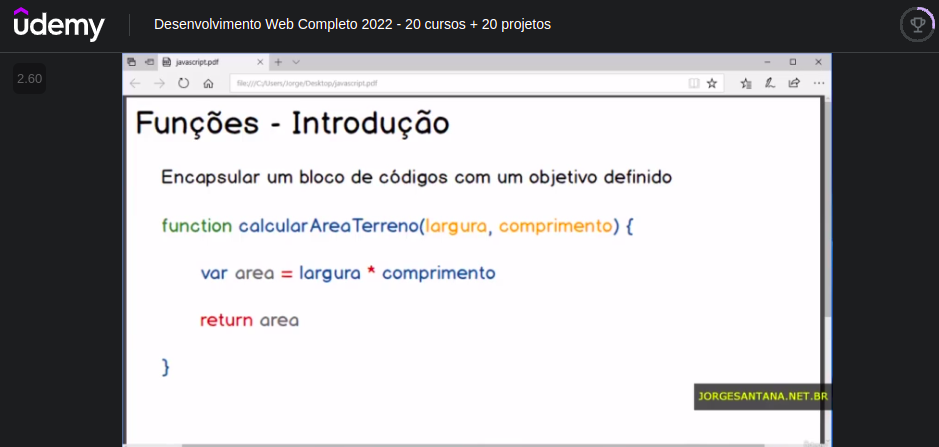 udemy
Desenvolvimento Web Completo 2022 - 20 cursos + 20 projetos
2.60
javascript.pdf
file:///C:/Users/Jorge/Desktop/javascript.pdf
Funções - Introdução
Encapsular um bloco de códigos com um objetivo definido
function calcularAreaTerreno(largura, comprimento) {
var area = largura * comprimento
return area
}
JORGESANTANA.NET.BR